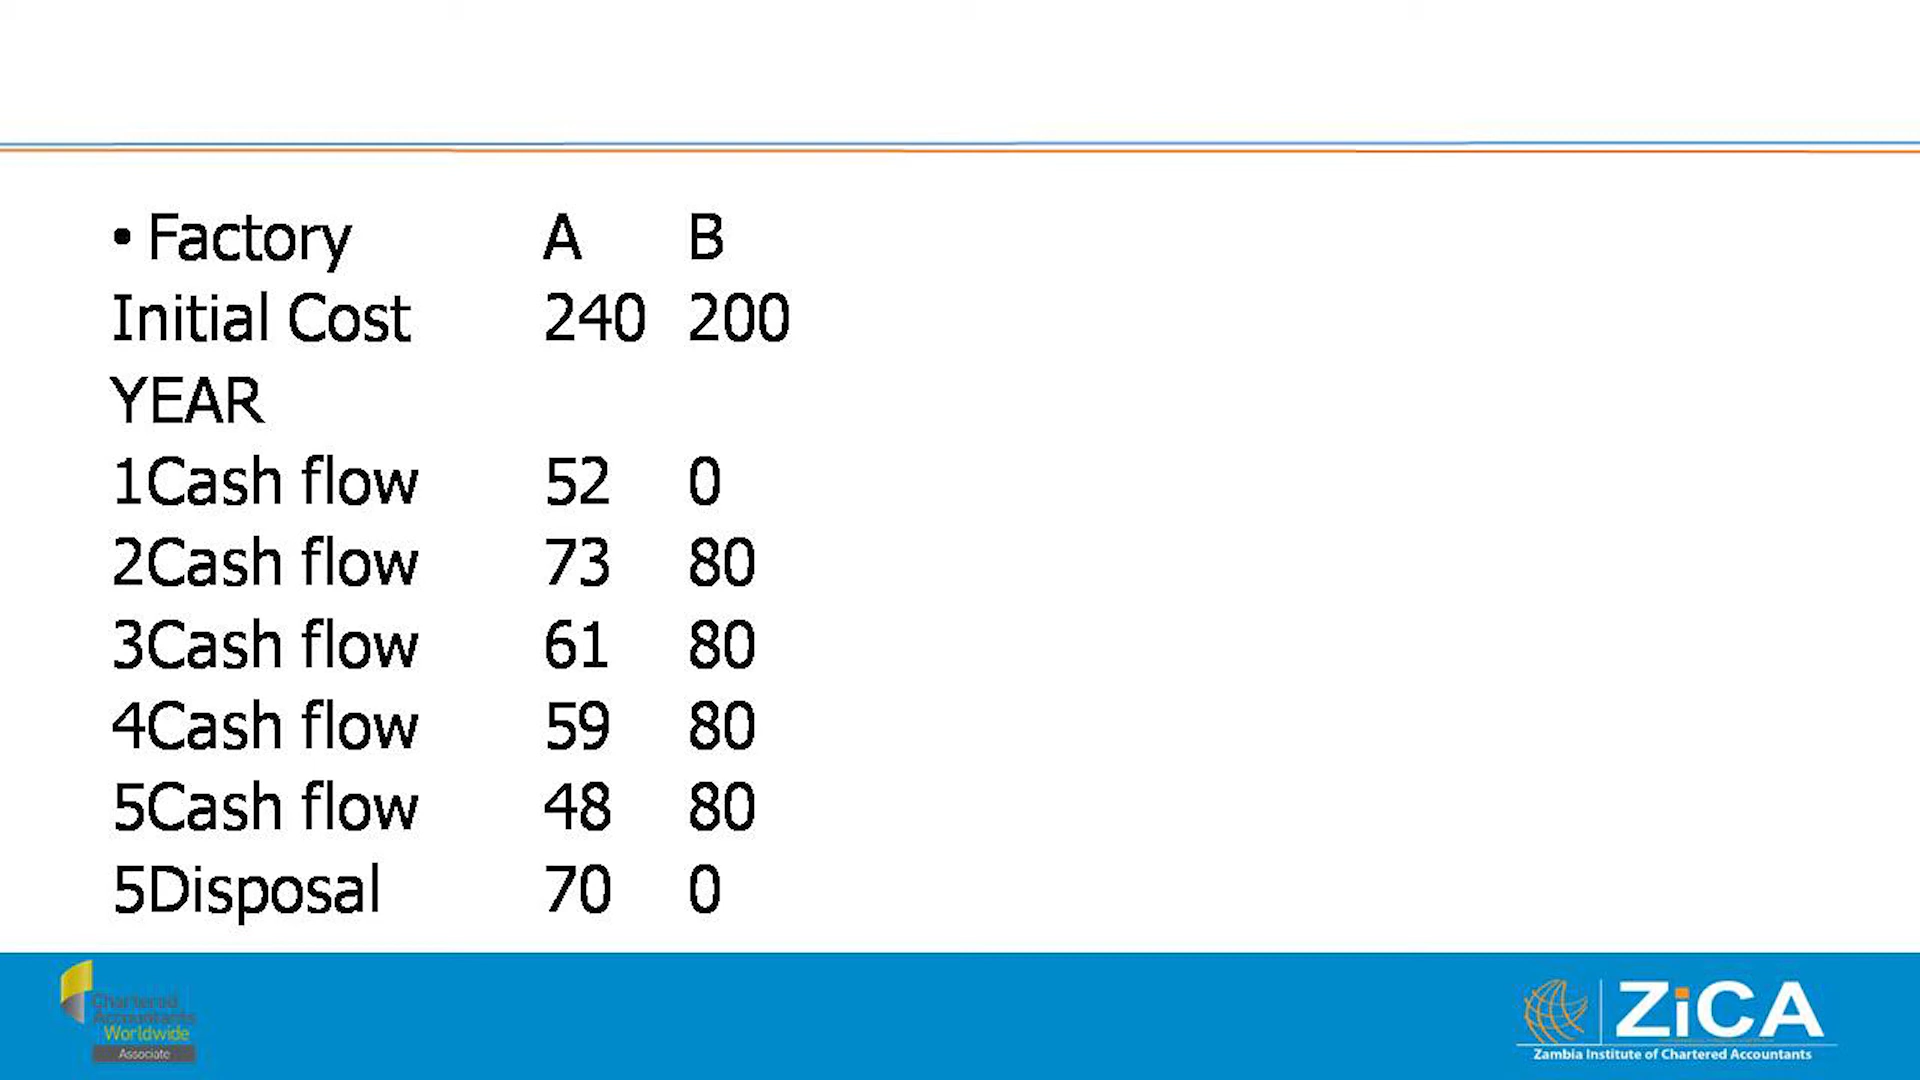 • Factory A B
Initial Cost 240 200
YEAR
1Cash flow 52 0
2Cash flow 73 80
3Cash flow 61 80
4Cash flow 59 80
5Cash flow 48 80
5Disposal 70 0
Chartered
Accountants
Worldwide
Associate
ZiCA
Zambia Institute of Chartered Accountants